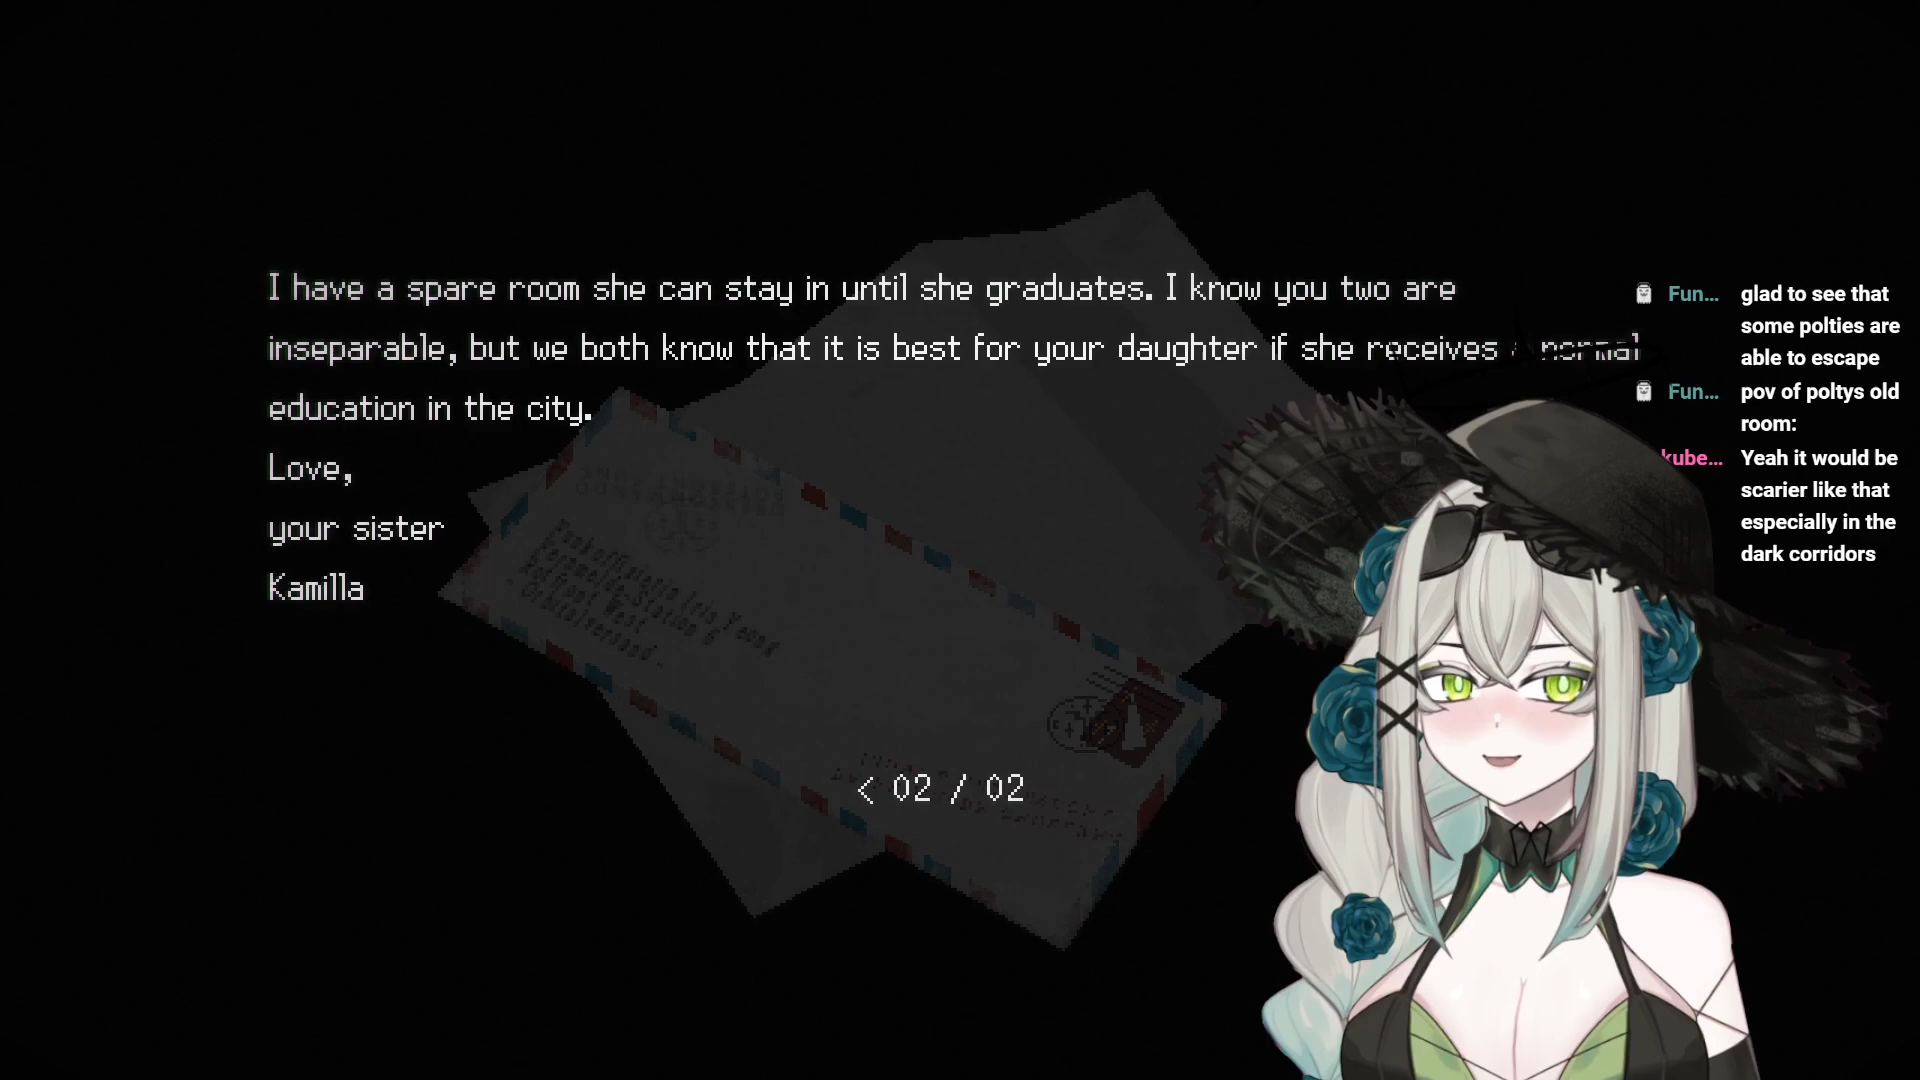 I have a spare room she can stay in until she graduates. I know you two are
inseparable, but we both know that it is best for your daughter if she receives normal
education in the city.
Love,
your sister
Kamilla
< 02 / 02
Fun... glad to see that
some polties are
able to escape
Fun... pov of poltys old
room:
kube... Yeah it would be
scarier like that
especially in the
dark corridors